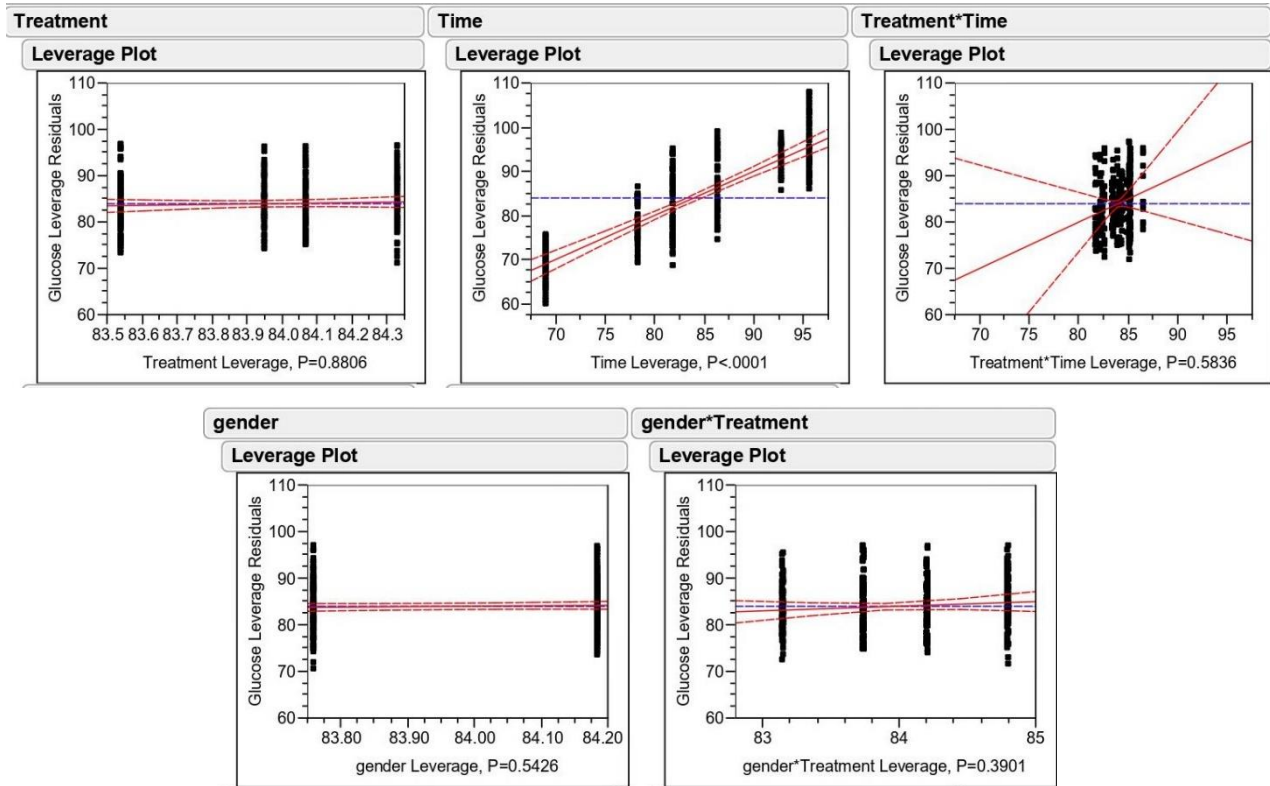 Treatment
Time
Treatment*Time
Leverage Plot
Leverage Plot
Leverage Plot
Glucose Leverage Residuals
110
100
90
80
70
60
83.5 83.6 83.7 83.8 83.9 84.0 84.1 84.2 84.3
Treatment Leverage, P=0.8806
Glucose Leverage Residuals
110
100
90
80
70
60
70 75 80 85 90 95
Time Leverage, P<.0001
Glucose Leverage Residuals
110
100
90
80
70
60
70 75 80 85 90 95
Treatment*Time Leverage, P=0.5836
gender
gender*Treatment
Leverage Plot
Leverage Plot
Glucose Leverage Residuals
110
100
90
80
70
60
83.80 83.90 84.00 84.10 84.20
gender Leverage, P=0.5426
Glucose Leverage Residuals
110
100
90
80
70
60
83 84 85
gender*Treatment Leverage, P=0.3901